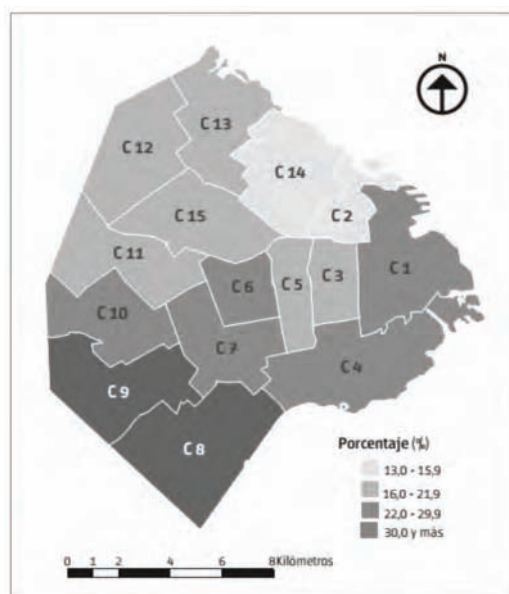 N
C 13
C 12
C 14
C 2
C 15
C 11
C 6
C 5
C 3
C 1
C 10
C 7
C 4
C 9
C 8
Porcentaje (%)
13,0 - 15,9
16,0 - 21,9
22,0 - 29,9
30,0 y más
0 1 2 4 6 8 Kilómetros